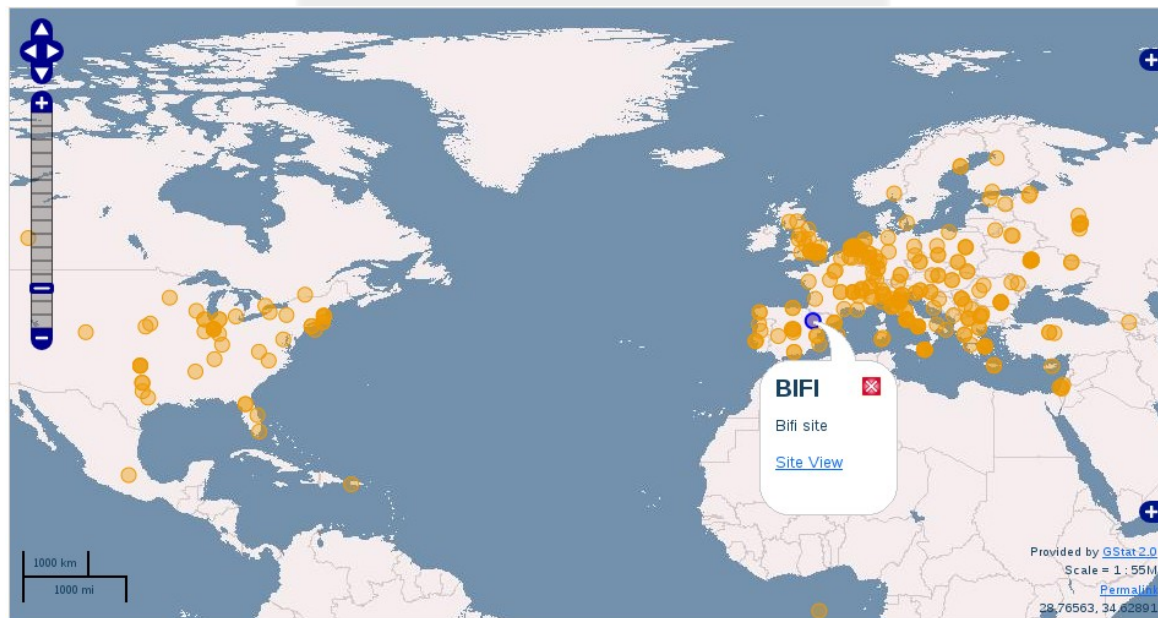 BIFI
Bifi site
Site View
1000 km
1000 mi
Provided by GStat 2.0
Scale = 1 : 55M
Permalink
28.76563, 34.62891